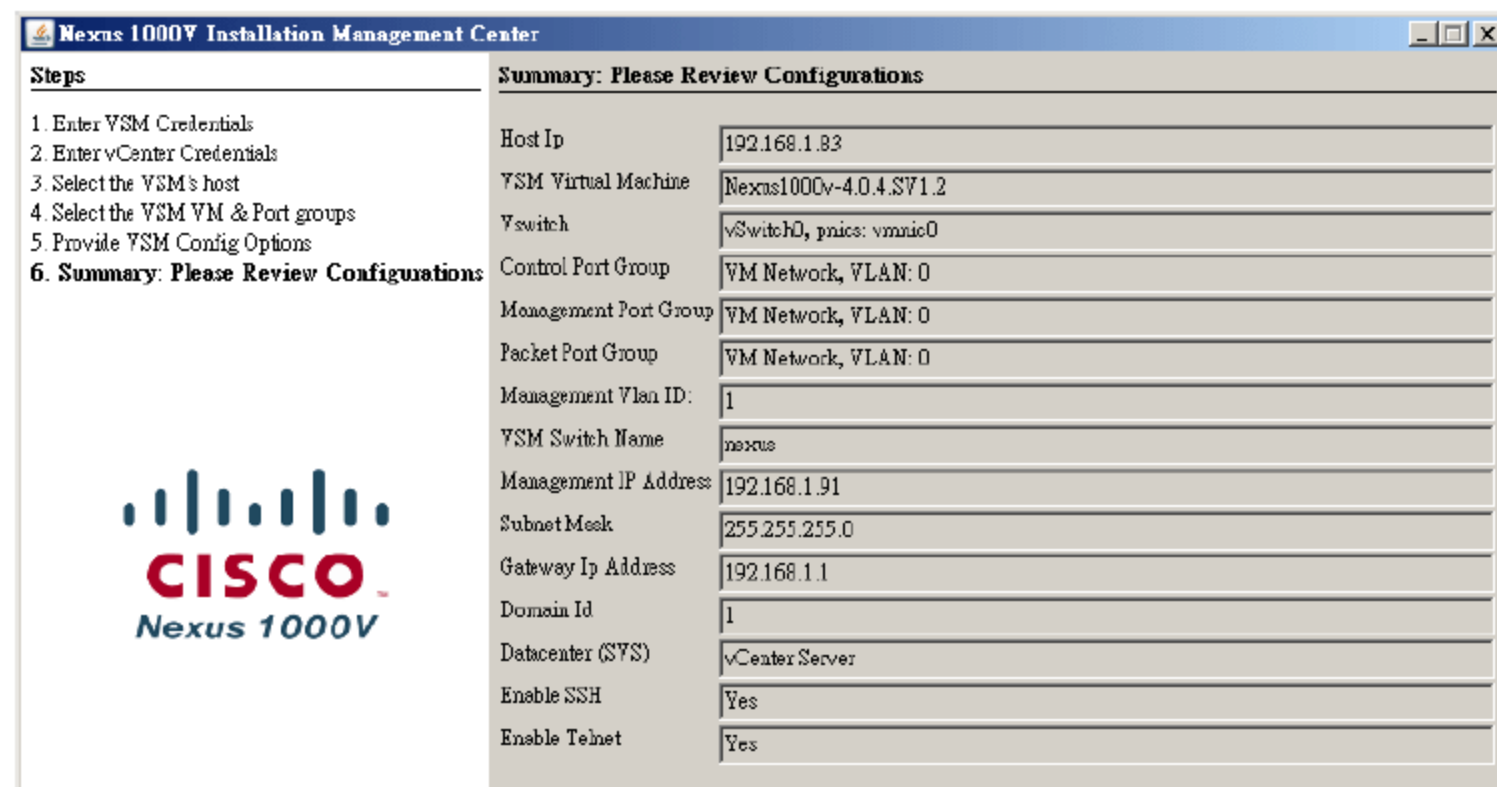 Nexus 1000V Installation Management Center
Steps
1. Enter VSM Credentials
2. Enter vCenter Credentials
3. Select the VSM's host
4. Select the VSM VM & Port groups
5. Provide VSM Config Options
6. Summary: Please Review Configurations
CISCO
Nexus 1000V
Summary: Please Review Configurations
Host Ip 192.168.1.83
VSM Virtual Machine Nexus1000v-4.0.4.SV1.2
Vswitch vSwitch0, pnics: vmnic0
Control Port Group VM Network, VLAN: 0
Management Port Group VM Network, VLAN: 0
Packet Port Group VM Network, VLAN: 0
Management Vlan ID: 1
VSM Switch Name nexus
Management IP Address 192.168.1.91
Subnet Mask 255.255.255.0
Gateway Ip Address 192.168.1.1
Domain Id 1
Datacenter (SVS) vCenter Server
Enable SSH Yes
Enable Telnet Yes